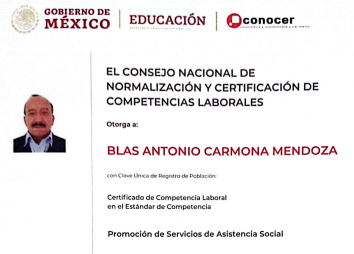 GOBIERNO DE
MÉXICO
EDUCACIÓN
conocer
EL CONSEJO NACIONAL DE
NORMALIZACIÓN Y CERTIFICACIÓN DE
COMPETENCIAS LABORALES
Otorga a:
BLAS ANTONIO CARMONA MENDOZA
con Clave Única de Registro de Población:
Certificado de Competencia Laboral
en el Estándar de Competencia
Promoción de Servicios de Asistencia Social